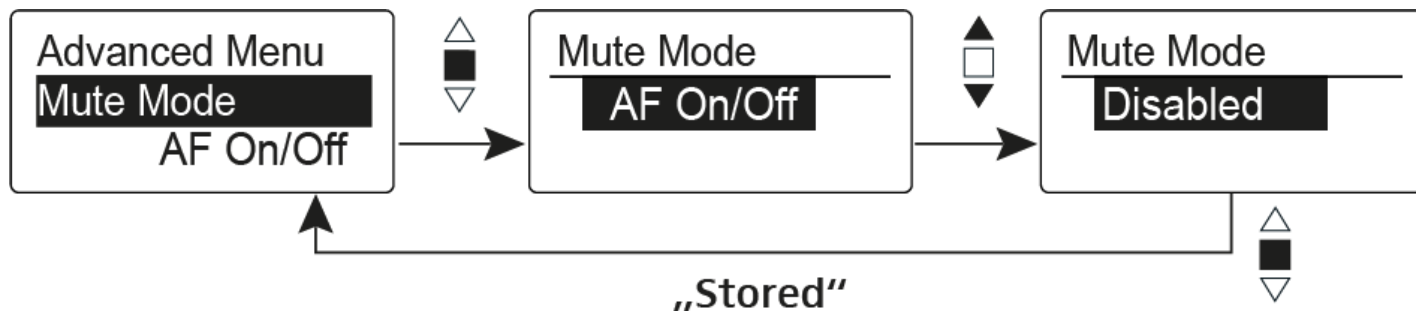 Advanced Menu
Mute Mode
AF On/Off
Mute Mode
AF On/Off
Mute Mode
Disabled
„Stored“